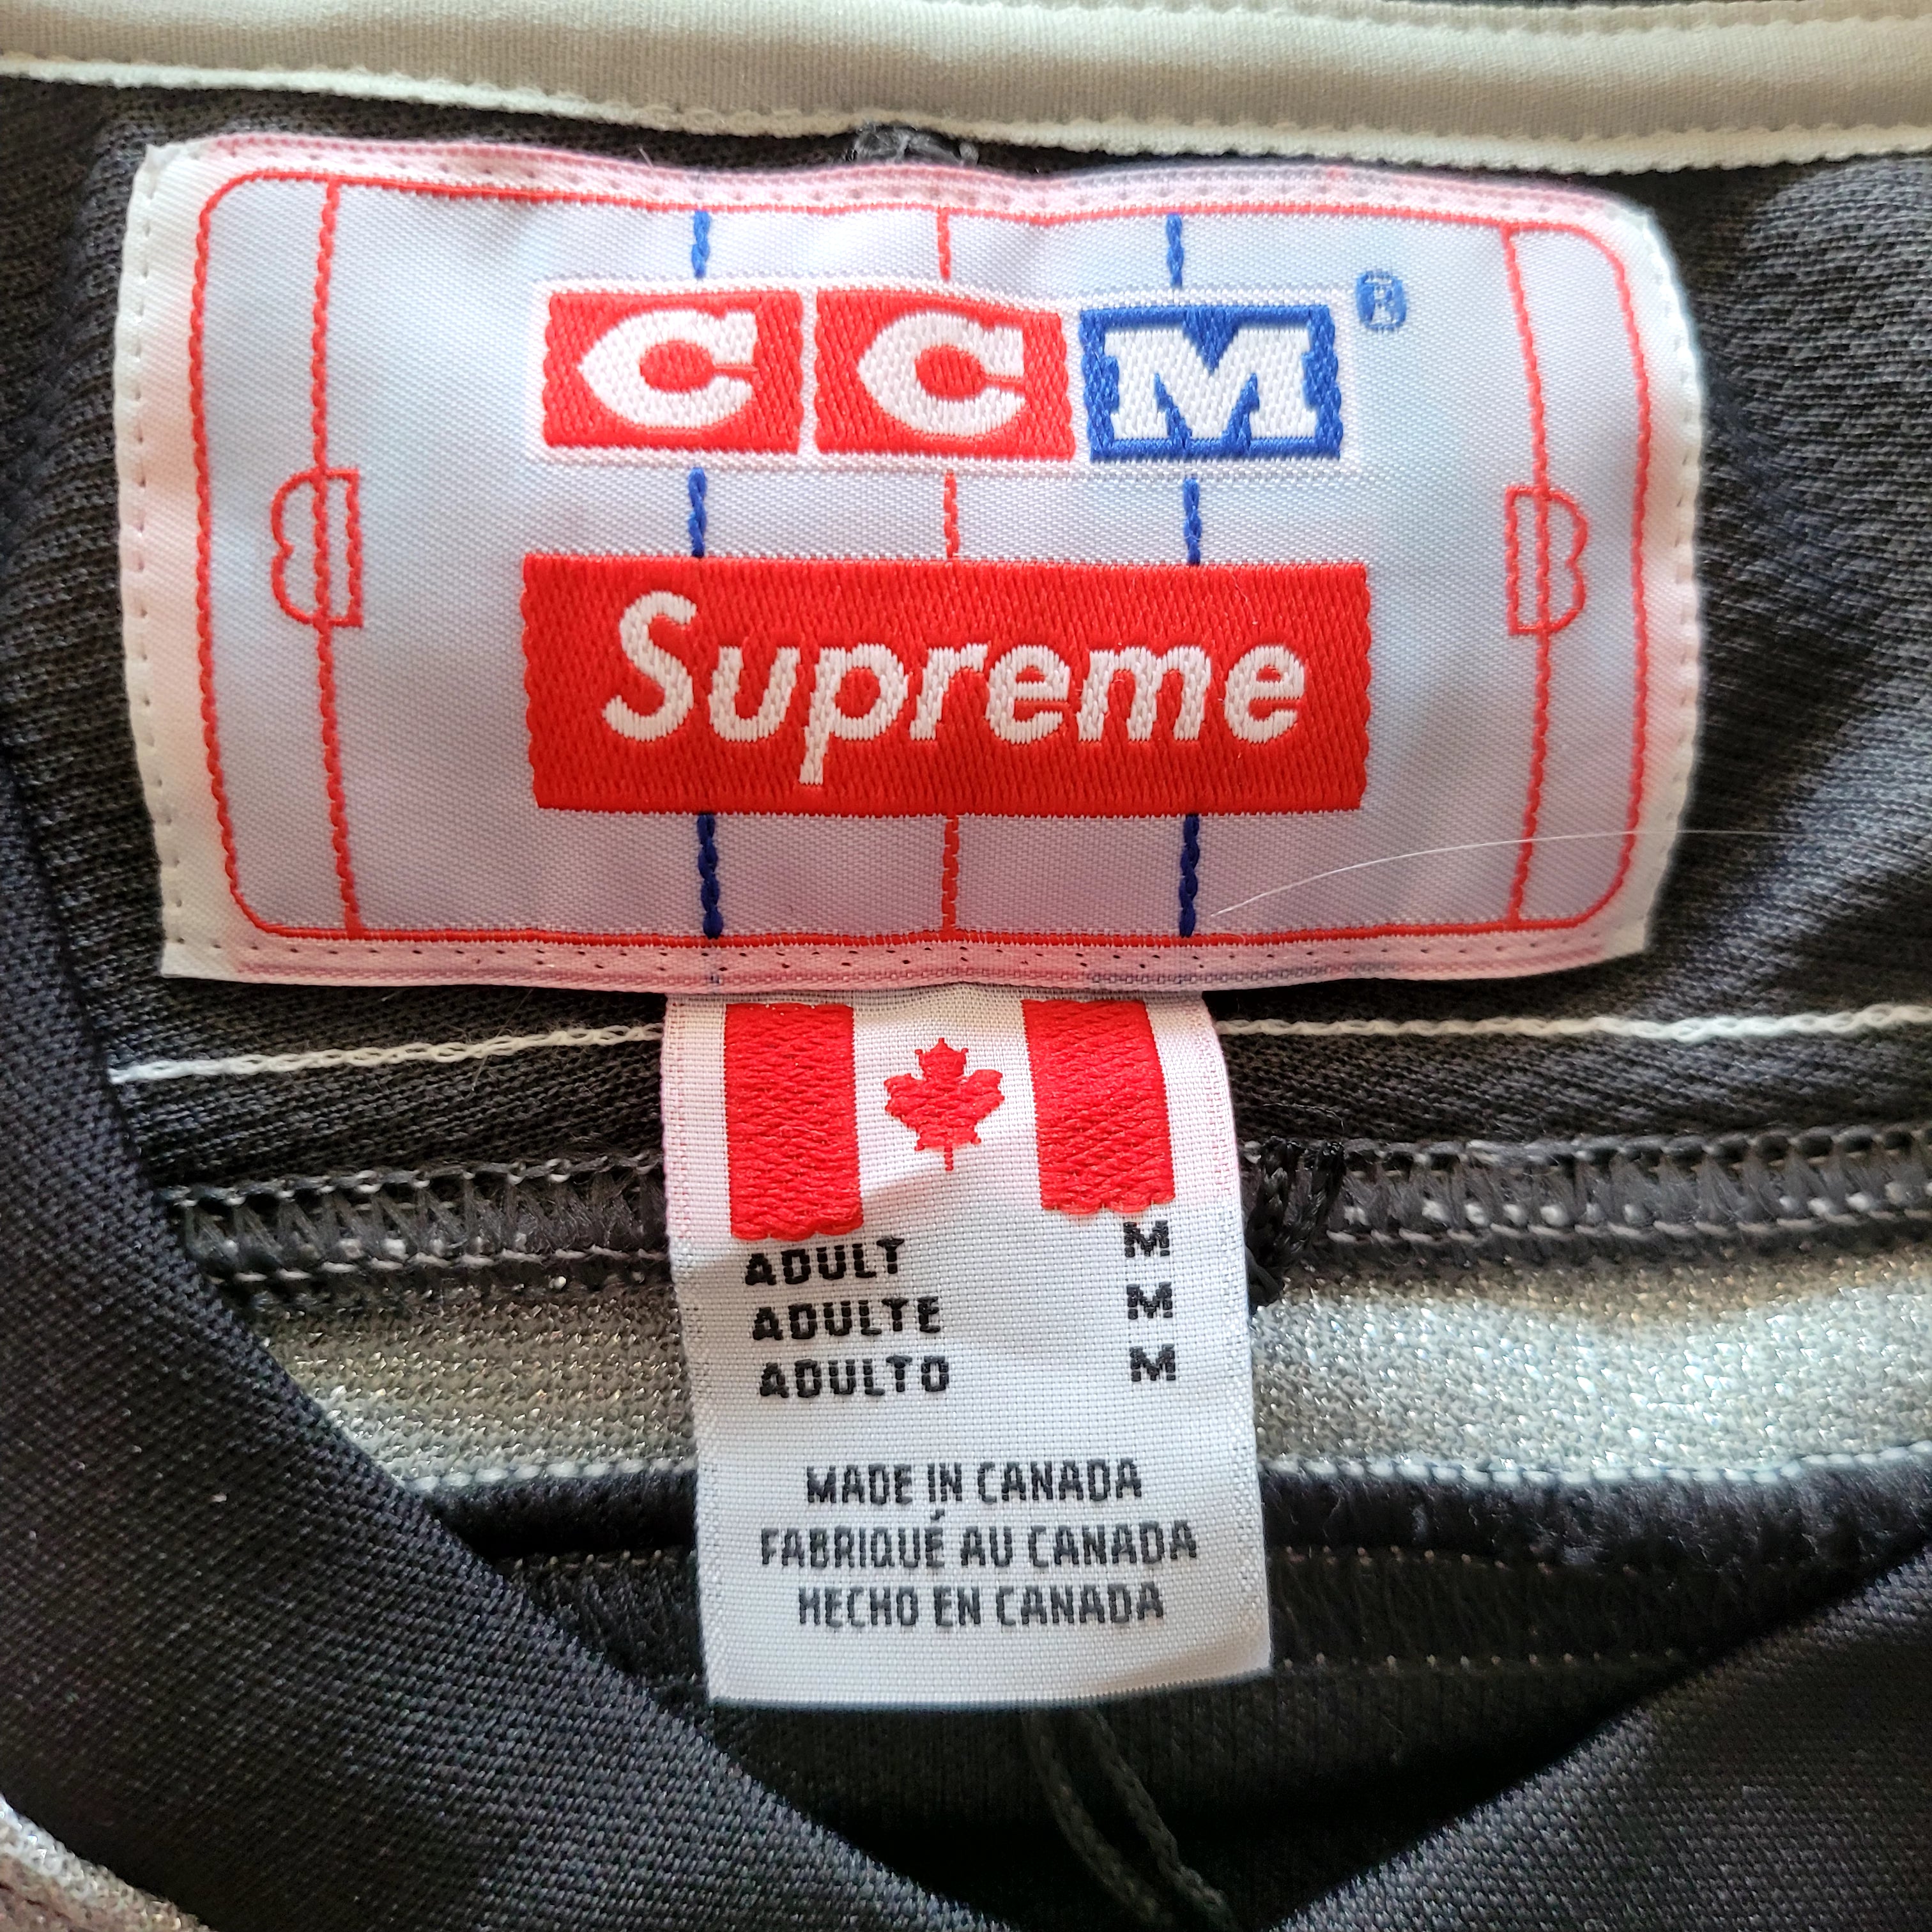 CCM®
Supreme
ADULT M
ADULTE M
ADULTO M
MADE IN CANADA
FABRIQUÉ AU CANADA
HECHO EN CANADA